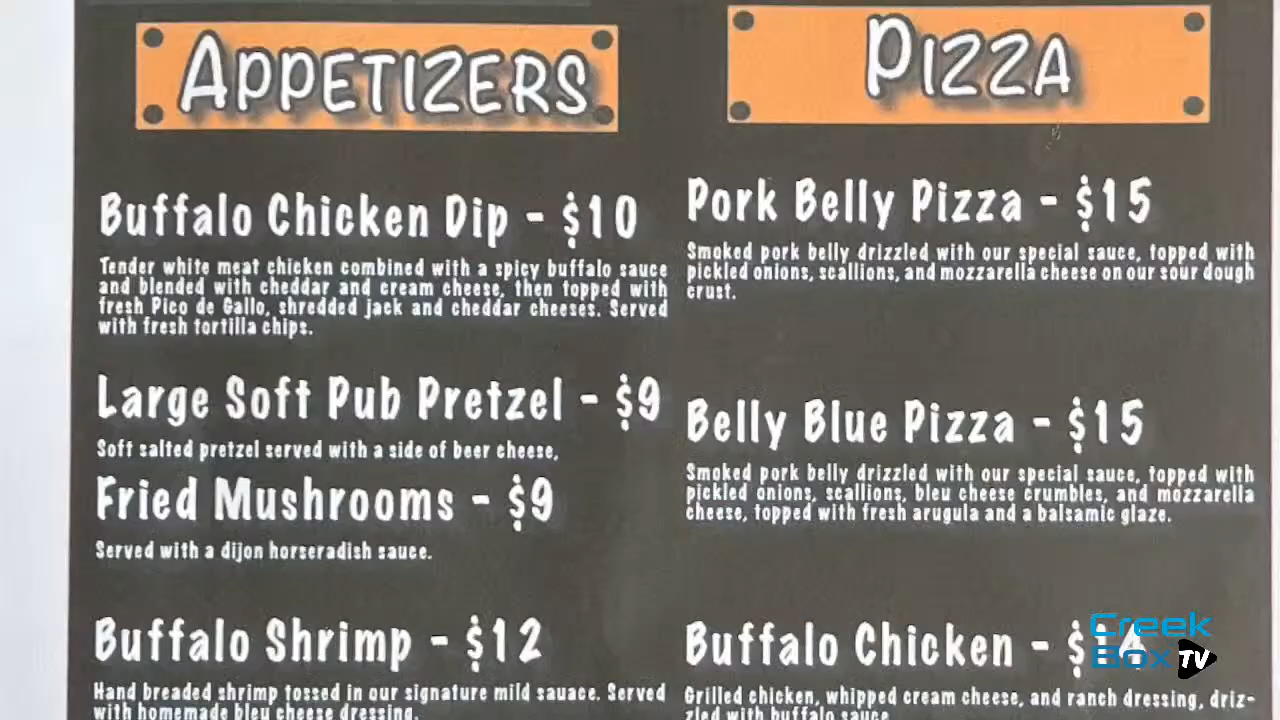 Appetizers
Buffalo Chicken Dip - $10
Tender white meat chicken combined with a spicy buffalo sauce
and blended with cheddar and cream cheese, then topped with
fresh Pico de Gallo, shredded jack and cheddar cheeses. Served
with fresh tortilla chips.
Large Soft Pub Pretzel - $9
Soft salted pretzel served with a side of beer cheese,
Fried Mushrooms - $9
Served with a dijon horseradish sauce.
Buffalo Shrimp - $12
Hand breaded shrimp tossed in our signature mild sauace. Served
with homemade bleu cheese dressing.
Pizza
Pork Belly Pizza - $15
Smoked pork belly drizzled with our special sauce, topped with
pickled onions, scallions, and mozzarella cheese on our sour dough
crust.
Belly Blue Pizza - $15
Smoked pork belly drizzled with our special sauce, topped with
pickled onions, scallions, bleu cheese crumbles, and mozzarella
cheese, topped with fresh arugula and a balsamic glaze.
Buffalo Chicken - $14
Grilled chicken, whipped cream cheese, and ranch dressing, driz-
zled with buffalo sauce
Creek
Box TV